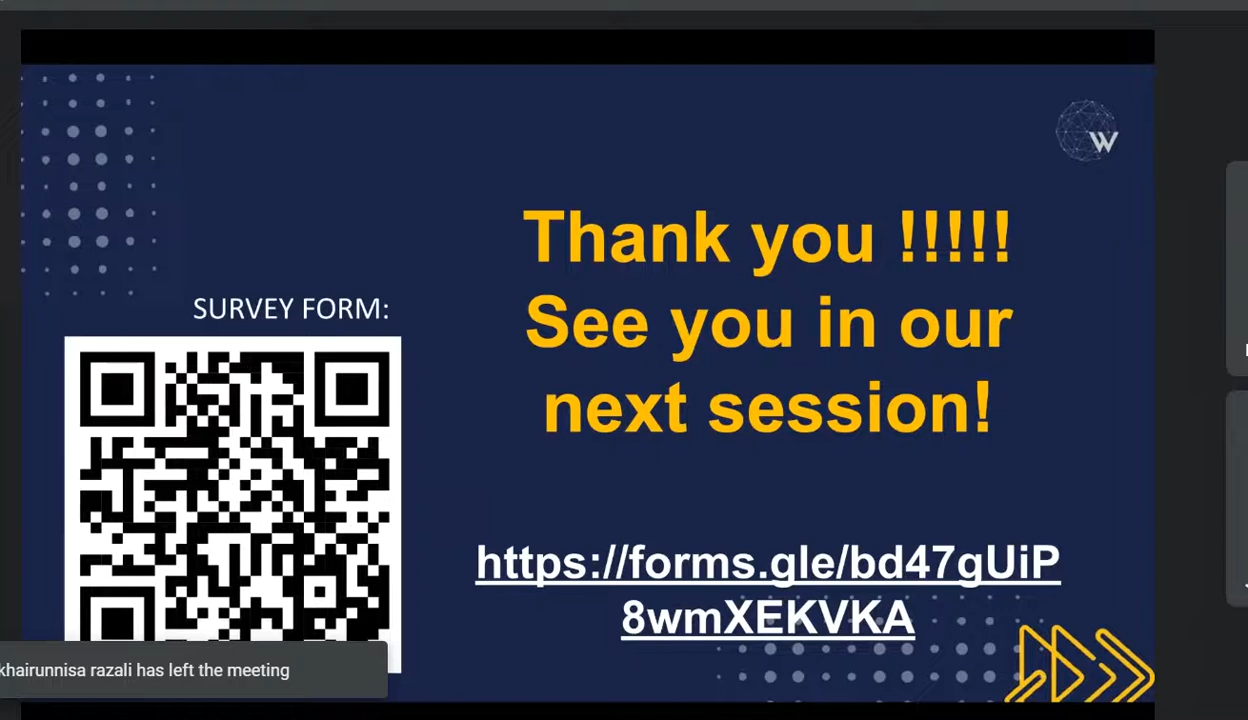 W
Thank you !!!!!
See you in our
next session!
SURVEY FORM:
https://forms.gle/bd47gUiP
8wmXEKVKA
khairunnisa razali has left the meeting